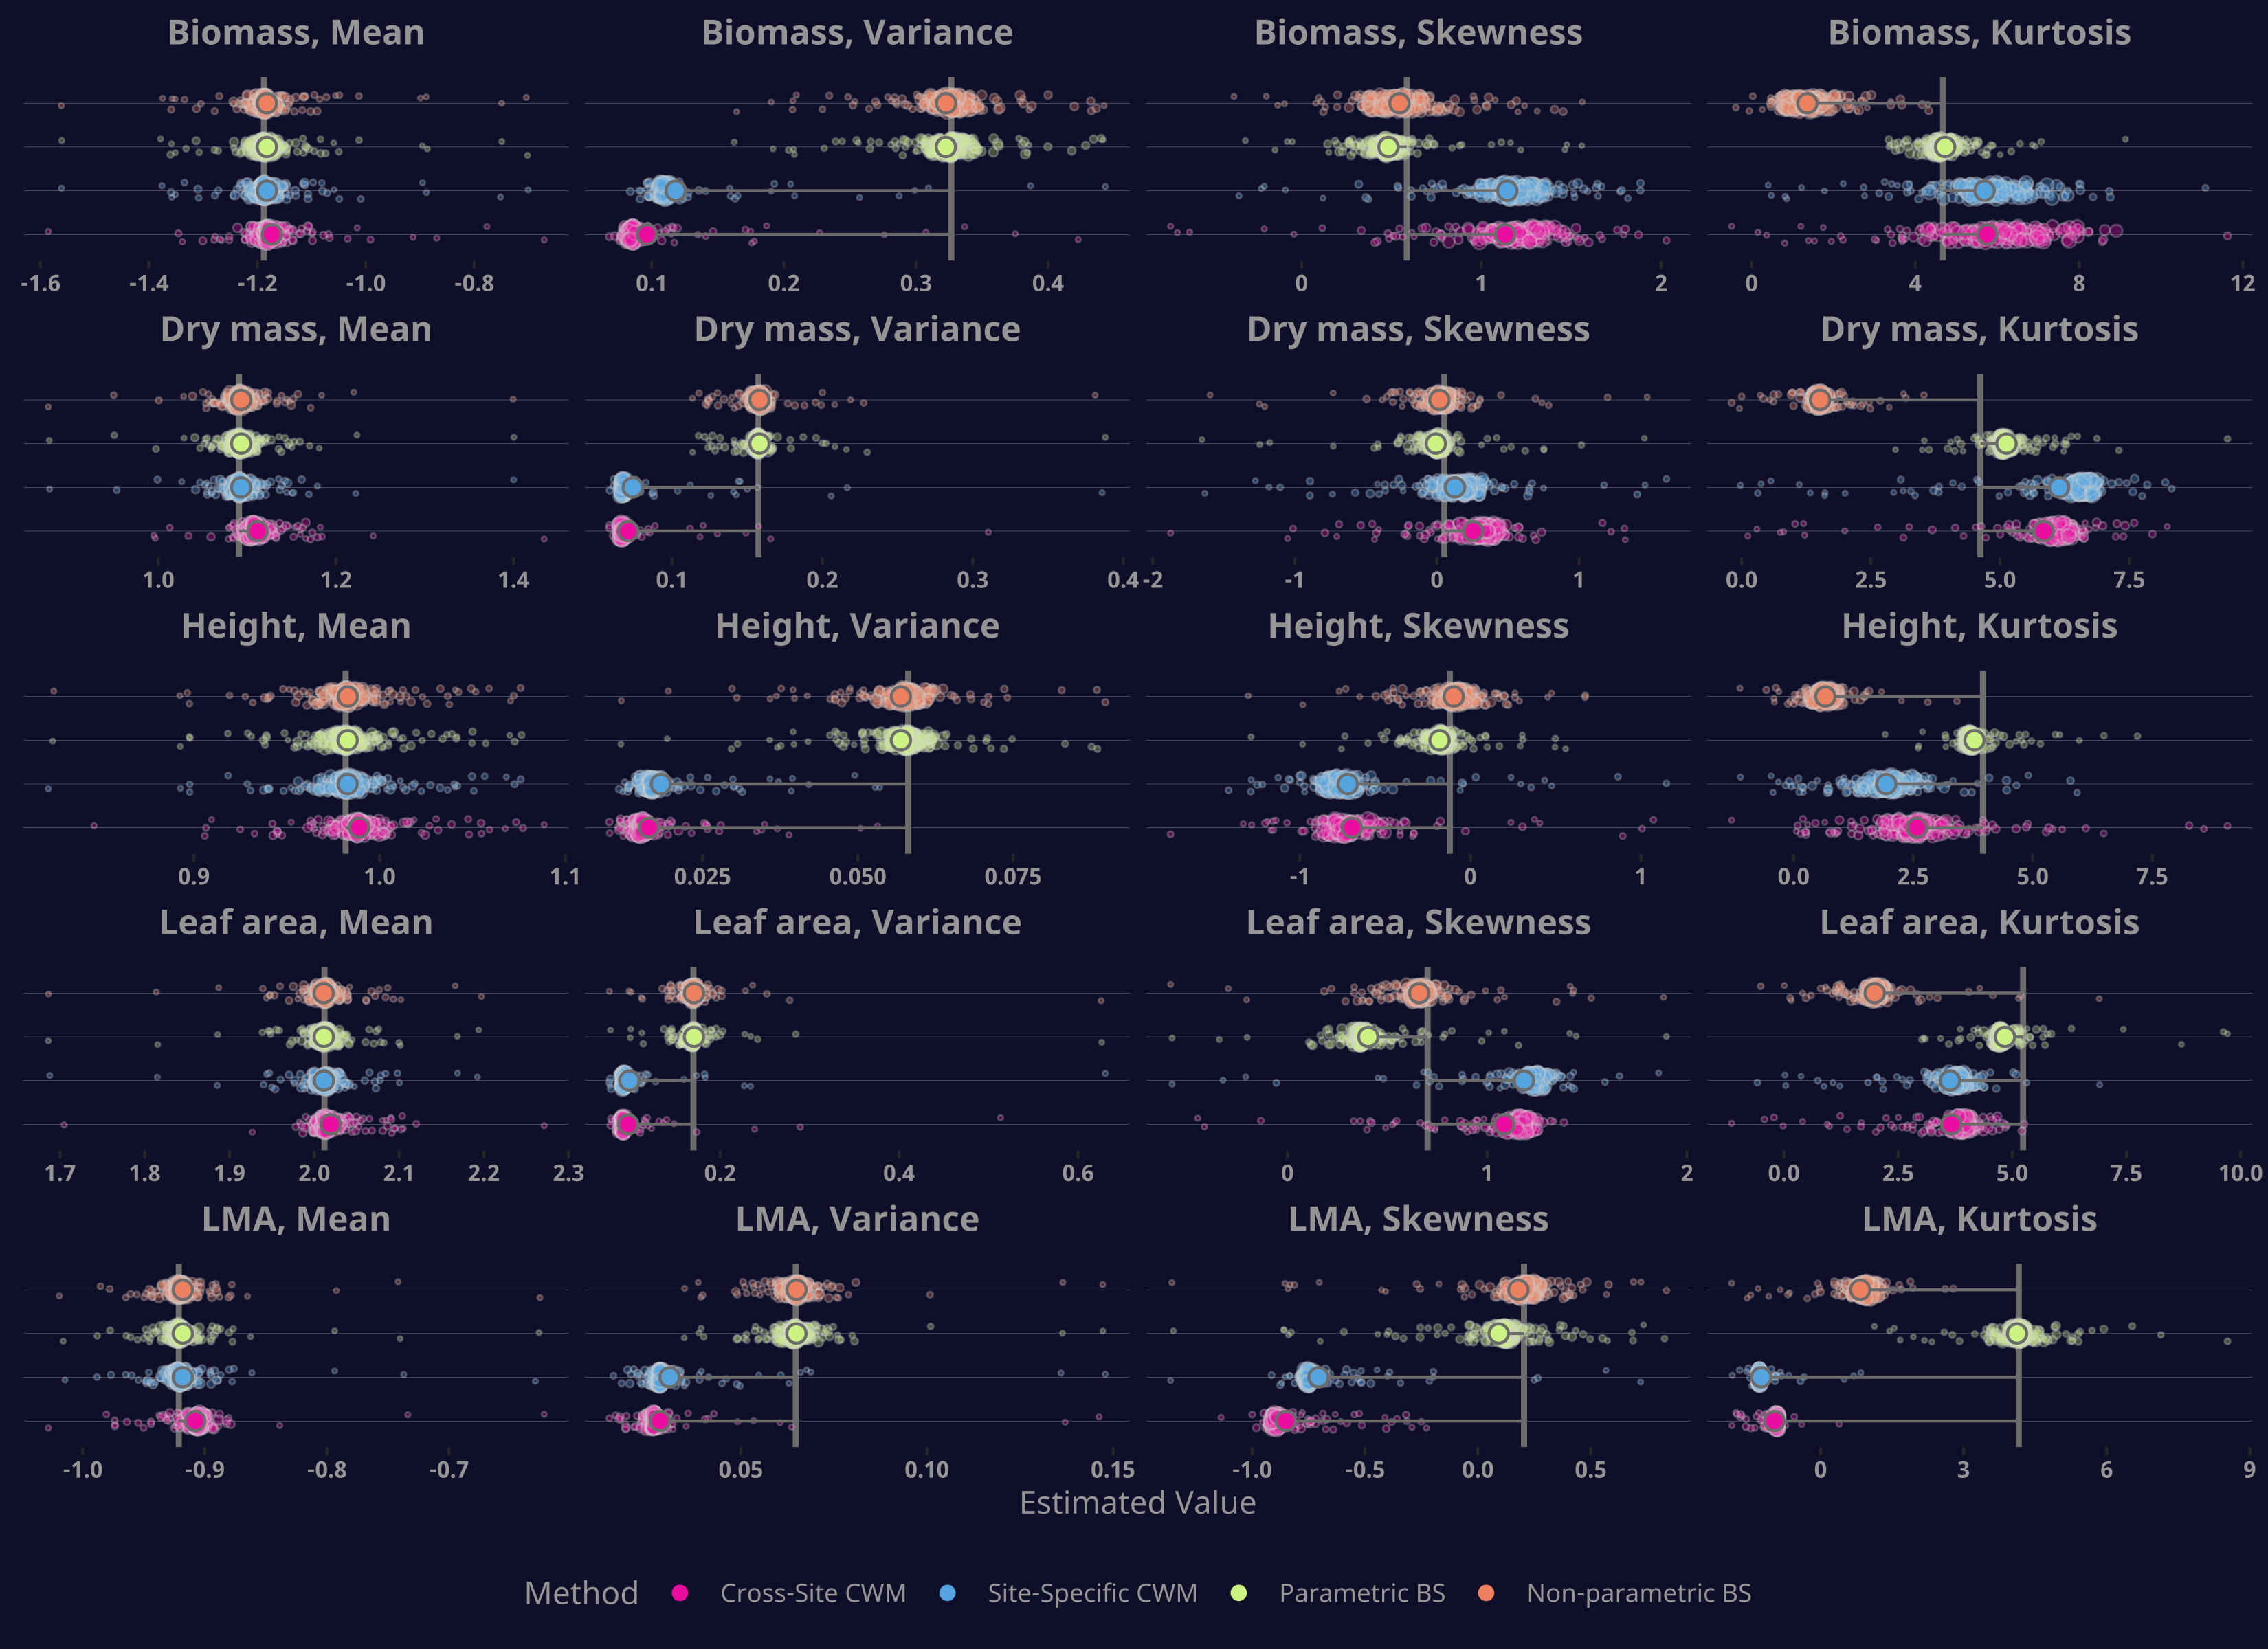 Biomass, Mean Biomass, Variance Biomass, Skewness Biomass, Kurtosis
-1.6 -1.4 -1.2 -1.0 -0.8 0.1 0.2 0.3 0.4 0 1 2 0 4 8 12
Dry mass, Mean Dry mass, Variance Dry mass, Skewness Dry mass, Kurtosis
1.0 1.2 1.4 0.1 0.2 0.3 0.4 -2 -1 0 1 0.0 2.5 5.0 7.5
Height, Mean Height, Variance Height, Skewness Height, Kurtosis
0.9 1.0 1.1 0.025 0.050 0.075 -1 0 1 0.0 2.5 5.0 7.5
Leaf area, Mean Leaf area, Variance Leaf area, Skewness Leaf area, Kurtosis
1.7 1.8 1.9 2.0 2.1 2.2 2.3 0.2 0.4 0.6 0 1 2 0.0 2.5 5.0 7.5 10.0
LMA, Mean LMA, Variance LMA, Skewness LMA, Kurtosis
-1.0 -0.9 -0.8 -0.7 0.05 0.10 0.15 -1.0 -0.5 0.0 0.5 0 3 6 9
Estimated Value
Method Cross-Site CWM Site-Specific CWM Parametric BS Non-parametric BS